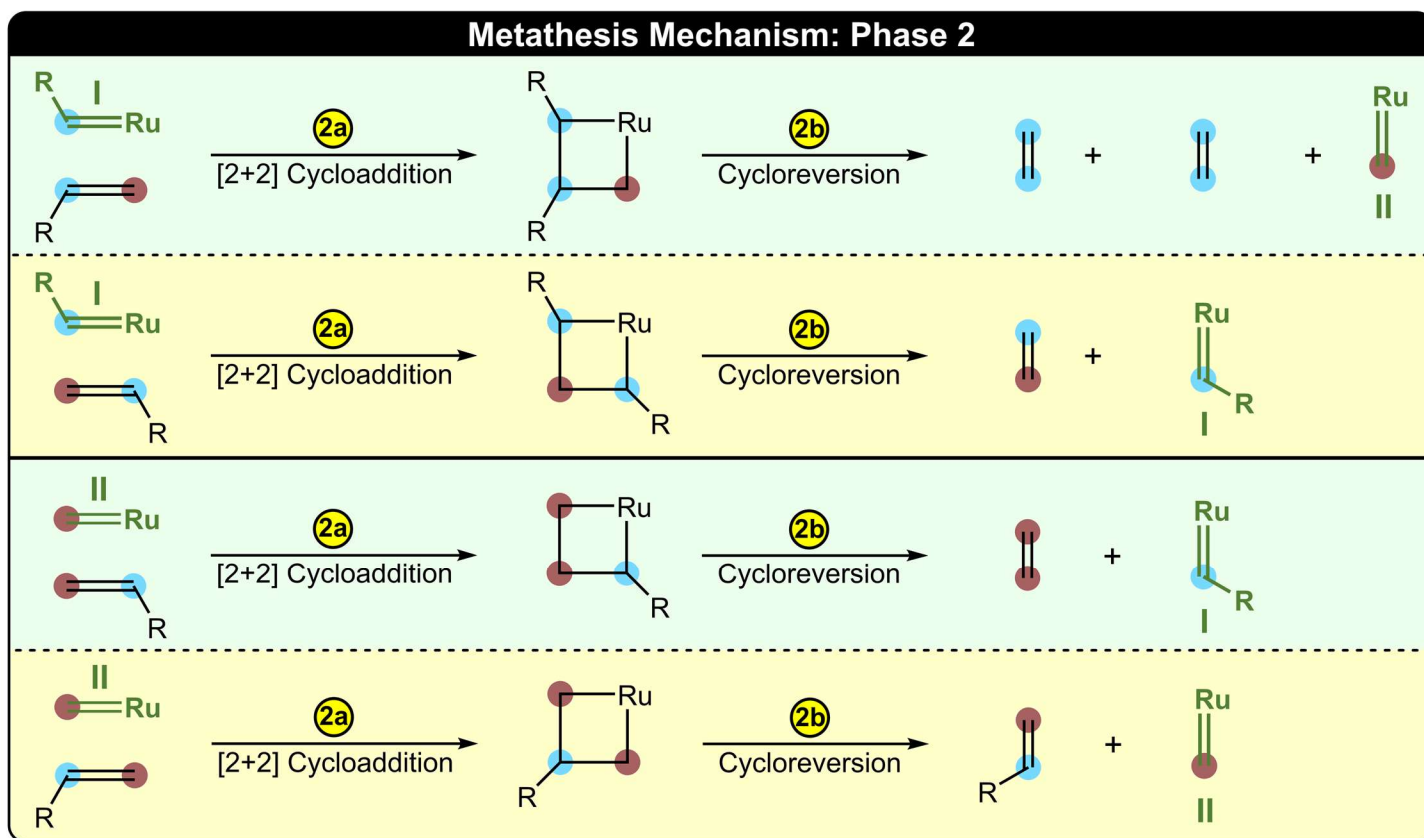 Metathesis Mechanism: Phase 2
R
I
Ru
R
2a
[2+2] Cycloaddition
R
Ru
R
2b
Cycloreversion
+
+
Ru
II
R
I
Ru
R
2a
[2+2] Cycloaddition
R
Ru
R
2b
Cycloreversion
+
Ru
R
I
II
Ru
R
2a
[2+2] Cycloaddition
Ru
R
2b
Cycloreversion
+
Ru
R
I
II
Ru
R
2a
[2+2] Cycloaddition
Ru
R
2b
Cycloreversion
R
+
Ru
II